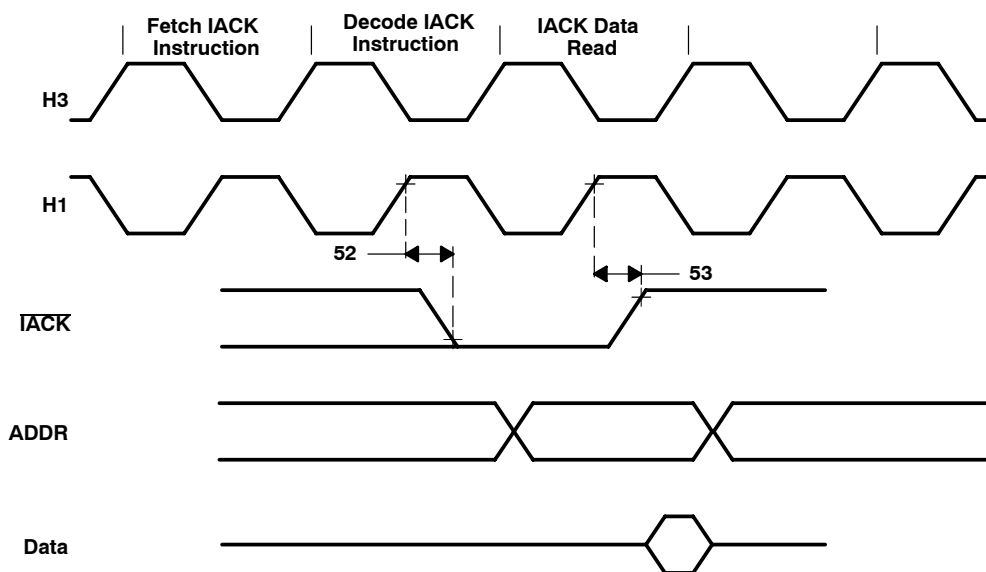 Fetch IACK
Instruction
Decode IACK
Instruction
IACK Data
Read
H3
H1
52
53
IACK
ADDR
Data